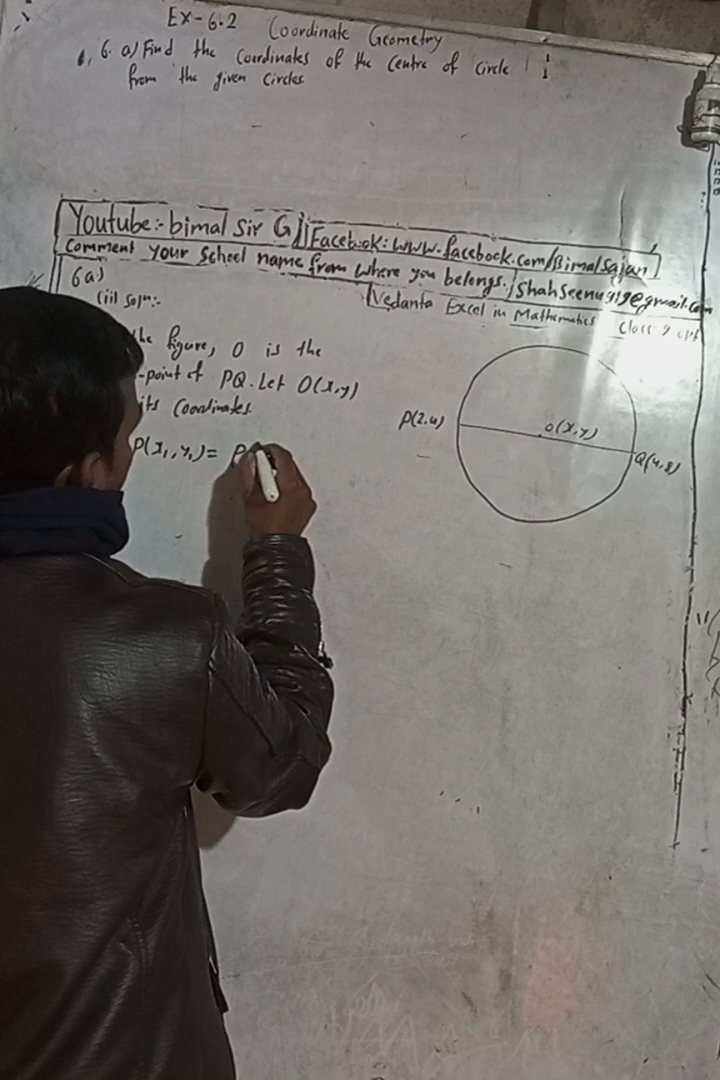 Ex-6.2 Coordinate Geometry
6. a) Find the Coordinates of the Centre of Circle
from the given Circles
Youtube:- bimal Sir G
Facebook: www.facebook.com/Bimalsajan
Comment your School name from where you belongs.
shahseenu919@gmail.com
Vedanta Excel in Mathematics Class 9
6a)
(ii) Soln:-
the figure, O is the
-point of PQ. Let O(x,y)
its Coordinates.
P(x₁, y₁) = P
P(2,4)
O(x,y)
Q(4,8)